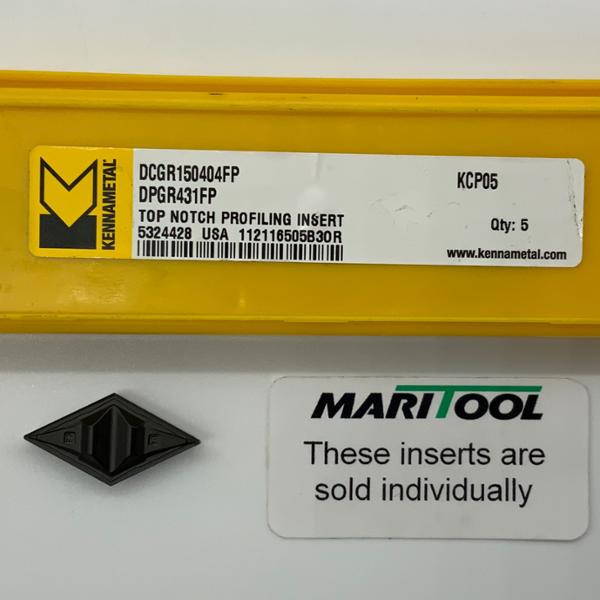 KENNAMETAL
DCGR150404FP
DPGR431FP
TOP NOTCH PROFILING INSERT
5324428 USA 112116505B30R
KCP05
Qty: 5
www.kennametal.com
MARITOOL
These inserts are
sold individually